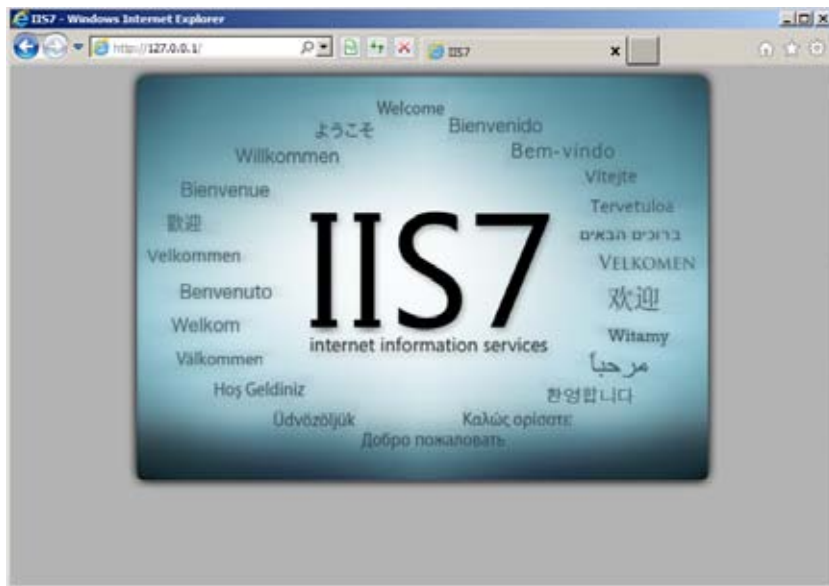 IIS7 - Windows Internet Explorer
http://127.0.0.1/
IIS7
Welcome
ようこそ
Bienvenido
Willkommen
Bem-vindo
Vítejte
Bienvenue
Tervetuloa
歡迎
ברוכים הבאים
Velkommen
VELKOMEN
Benvenuto
欢迎
IIS7
Welkom
Witamy
internet information services
Välkommen
مرحباً
Hoş Geldiniz
환영합니다
Üdvözöljük
Καλώς ορίσατε
Добро пожаловать